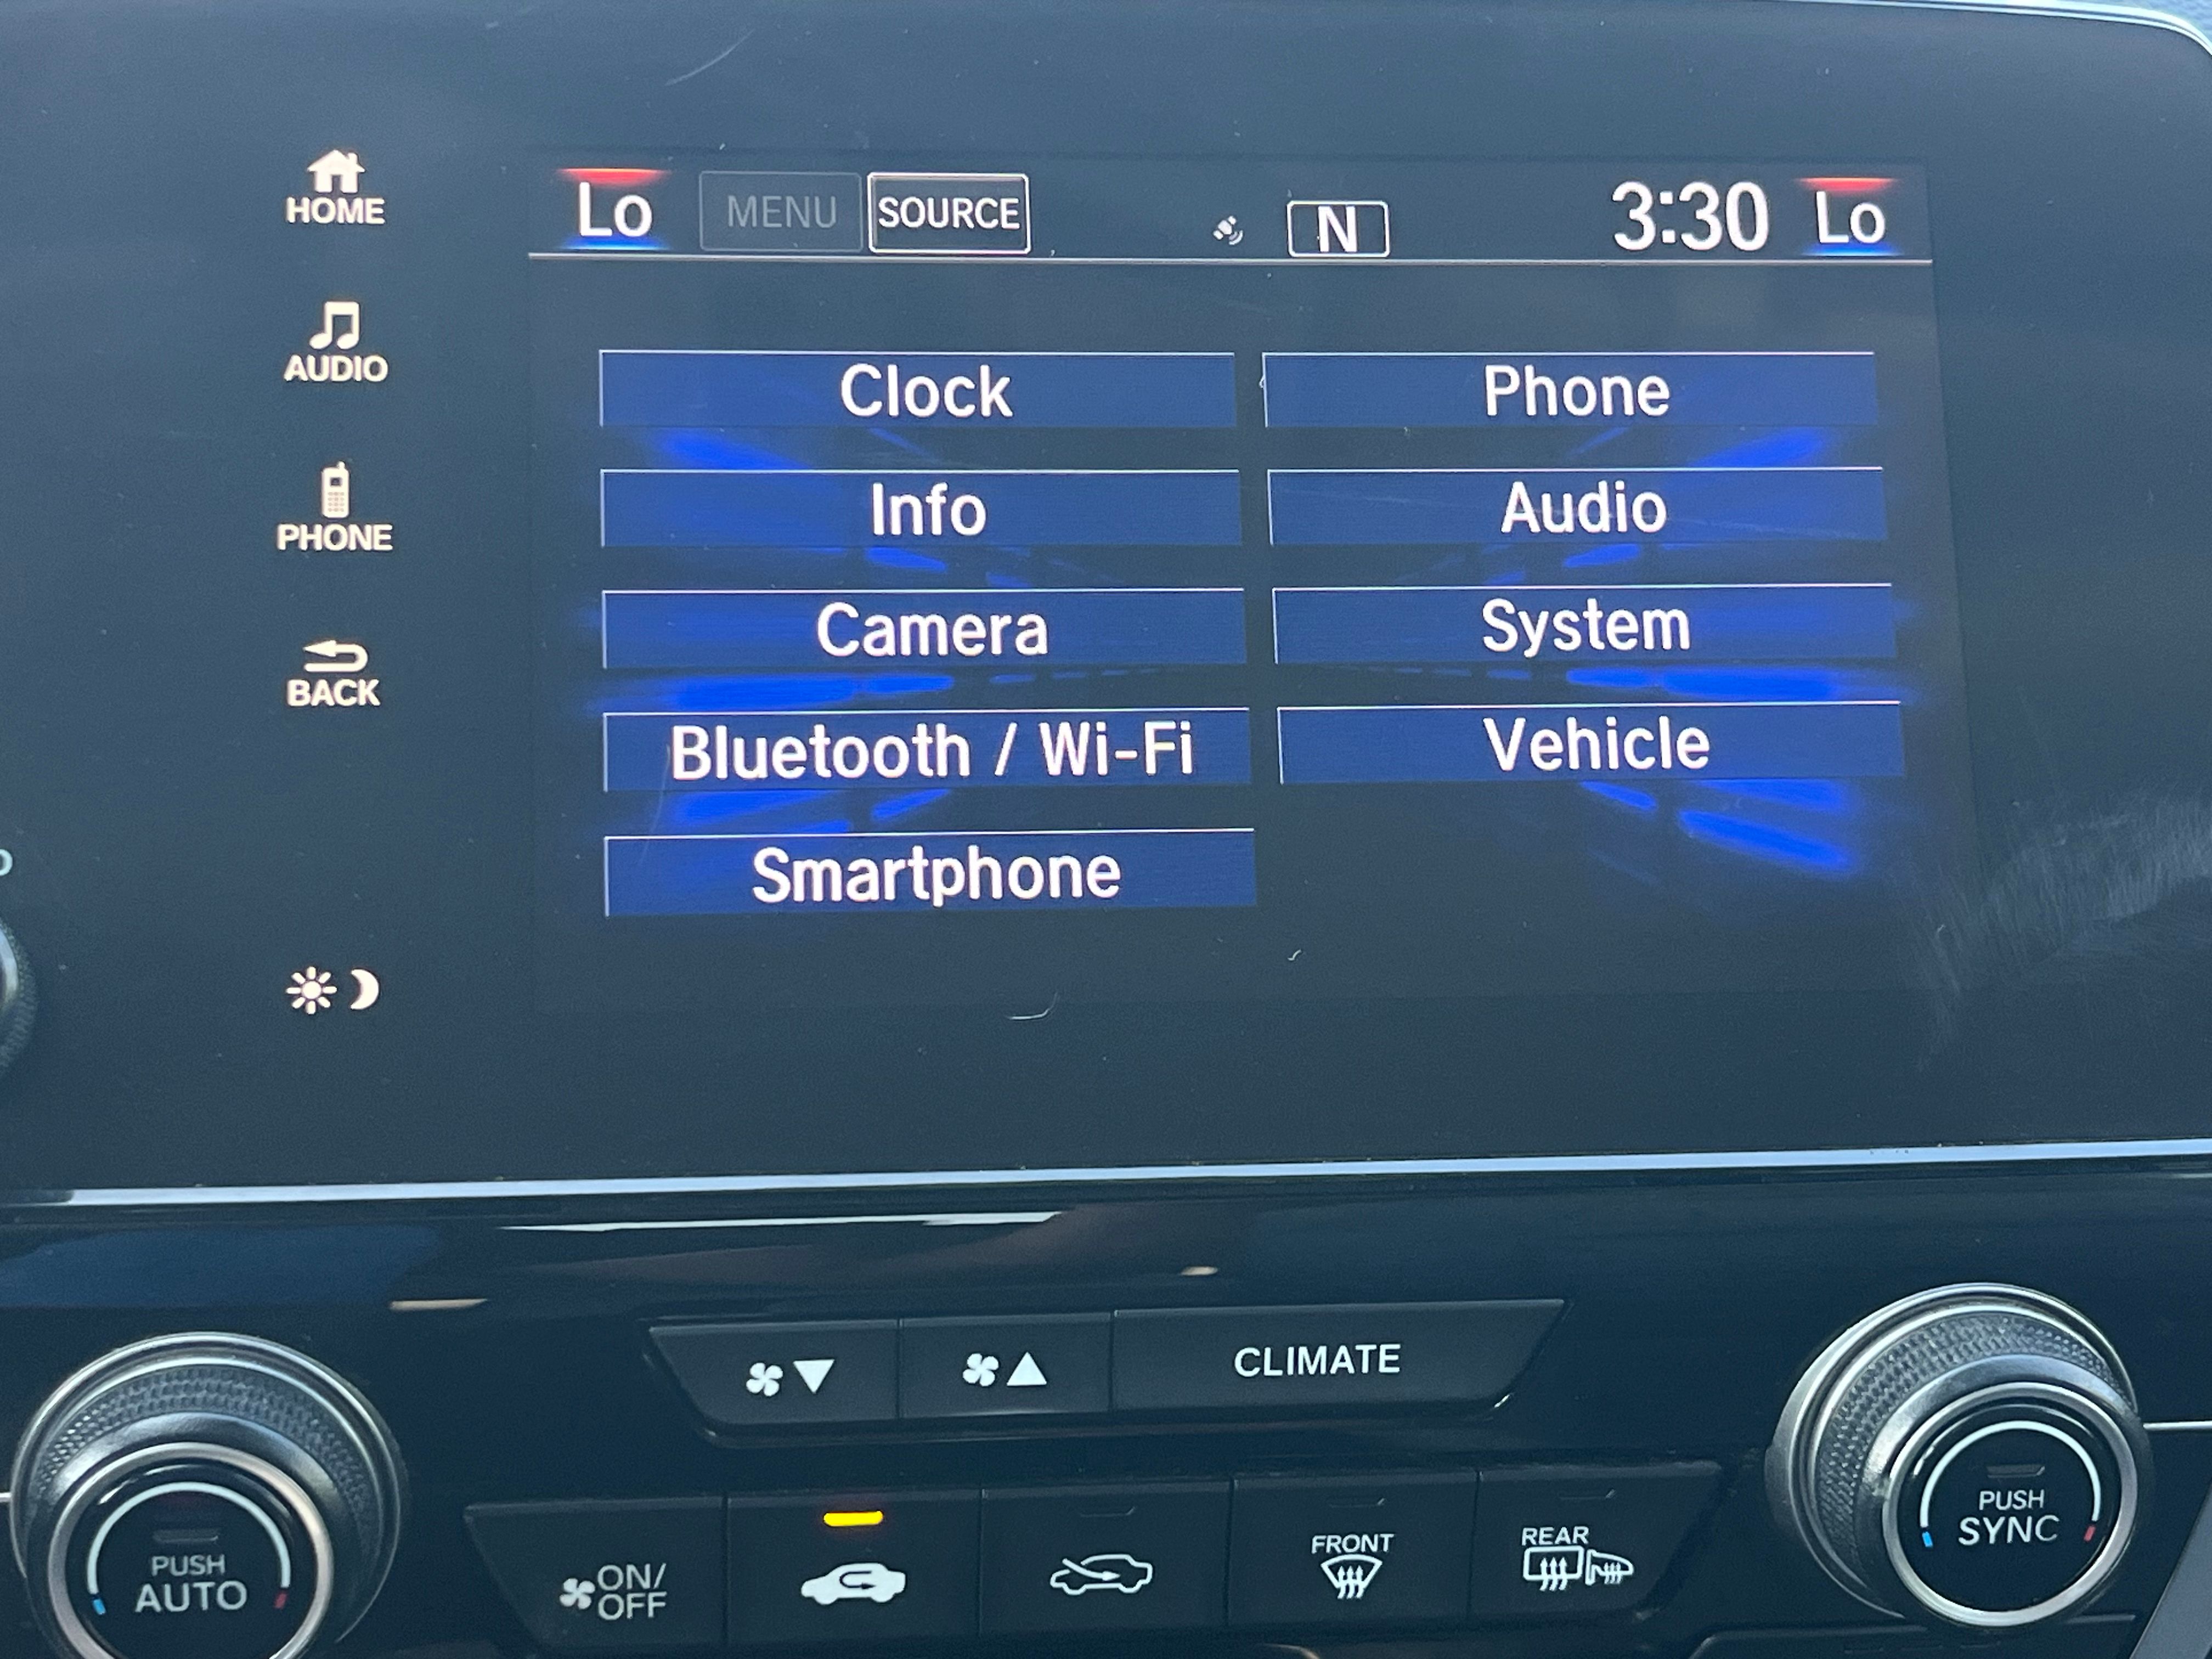 HOME
AUDIO
PHONE
BACK
Lo MENU SOURCE N 3:30 Lo
Clock Phone
Info Audio
Camera System
Bluetooth / Wi-Fi Vehicle
Smartphone
CLIMATE
PUSH
AUTO
ON/
OFF
FRONT
REAR
PUSH
SYNC